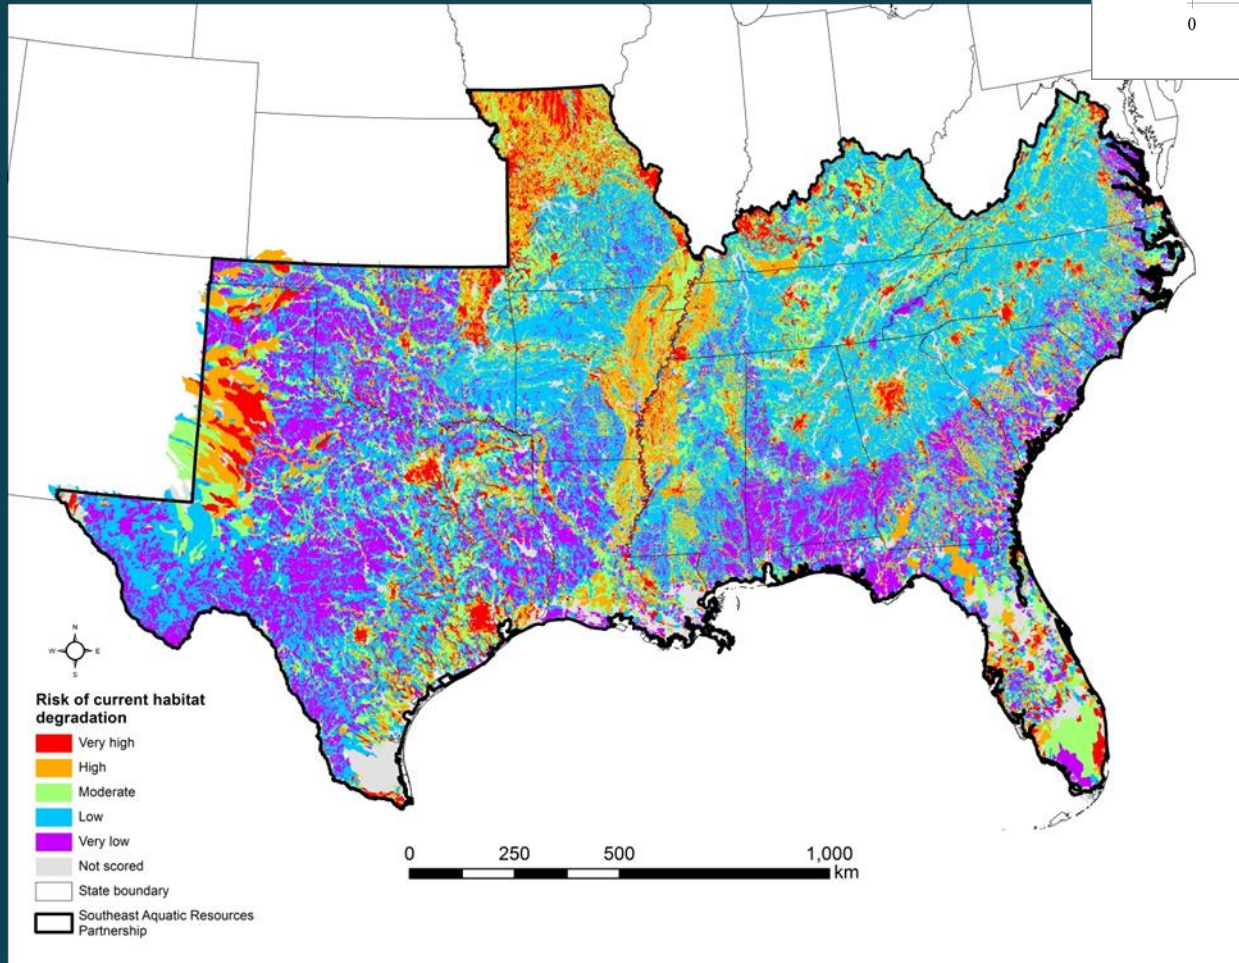 0
N
W E
S
Risk of current habitat
degradation
Very high
High
Moderate
Low
Very low
Not scored
State boundary
Southeast Aquatic Resources
Partnership
0 250 500 1,000
km